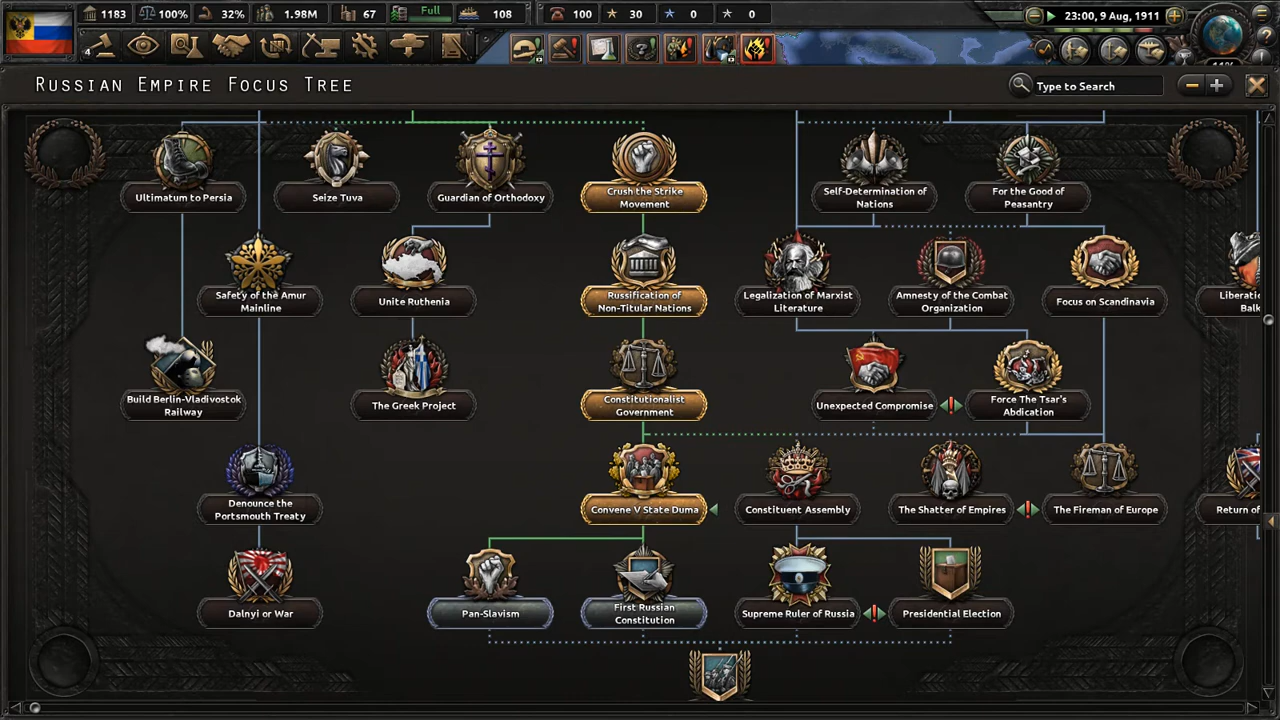 1183 100% 32% 1.98M 67 Full 108 100 30 0 0 23:00, 9 Aug, 1911
4
Russian Empire Focus Tree
Type to Search
Ultimatum to Persia
Seize Tuva
Guardian of Orthodoxy
Crush the Strike
Movement
Self-Determination of
Nations
For the Good of
Peasantry
Safety of the Amur
Mainline
Unite Ruthenia
Russification of
Non-Titular Nations
Legalization of Marxist
Literature
Amnesty of the Combat
Organization
Focus on Scandinavia
Liberati
Balk
Build Berlin-Vladivostok
Railway
The Greek Project
Constitutionalist
Government
Unexpected Compromise
Force The Tsar's
Abdication
Denounce the
Portsmouth Treaty
Convene V State Duma
Constituent Assembly
The Shatter of Empires
The Fireman of Europe
Return of
Dalnyi or War
Pan-Slavism
First Russian
Constitution
Supreme Ruler of Russia
Presidential Election